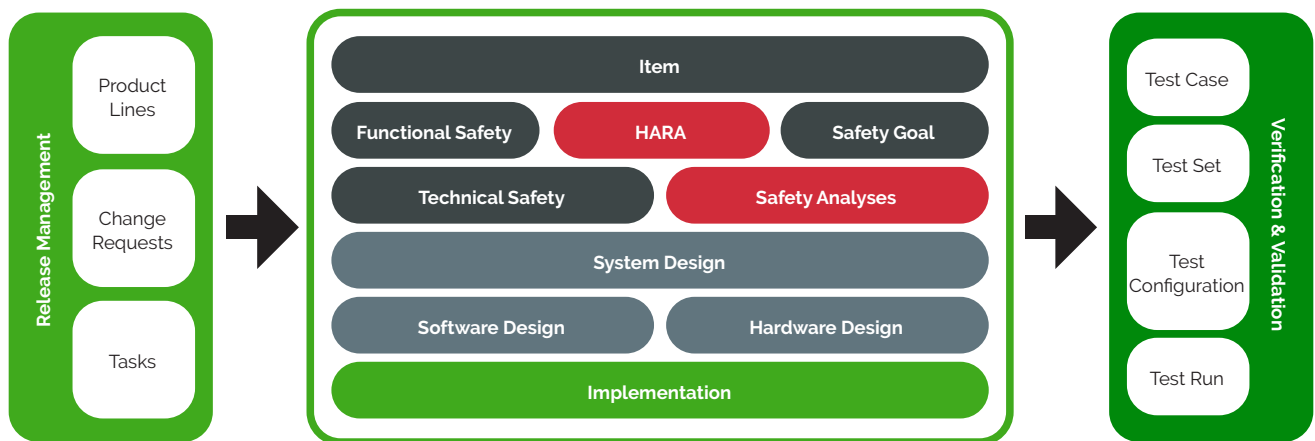 Release Management
Product
Lines
Change
Requests
Tasks
Item
Functional Safety
HARA
Safety Goal
Technical Safety
Safety Analyses
System Design
Software Design
Hardware Design
Implementation
Test Case
Test Set
Test
Configuration
Test Run
Verification & Validation